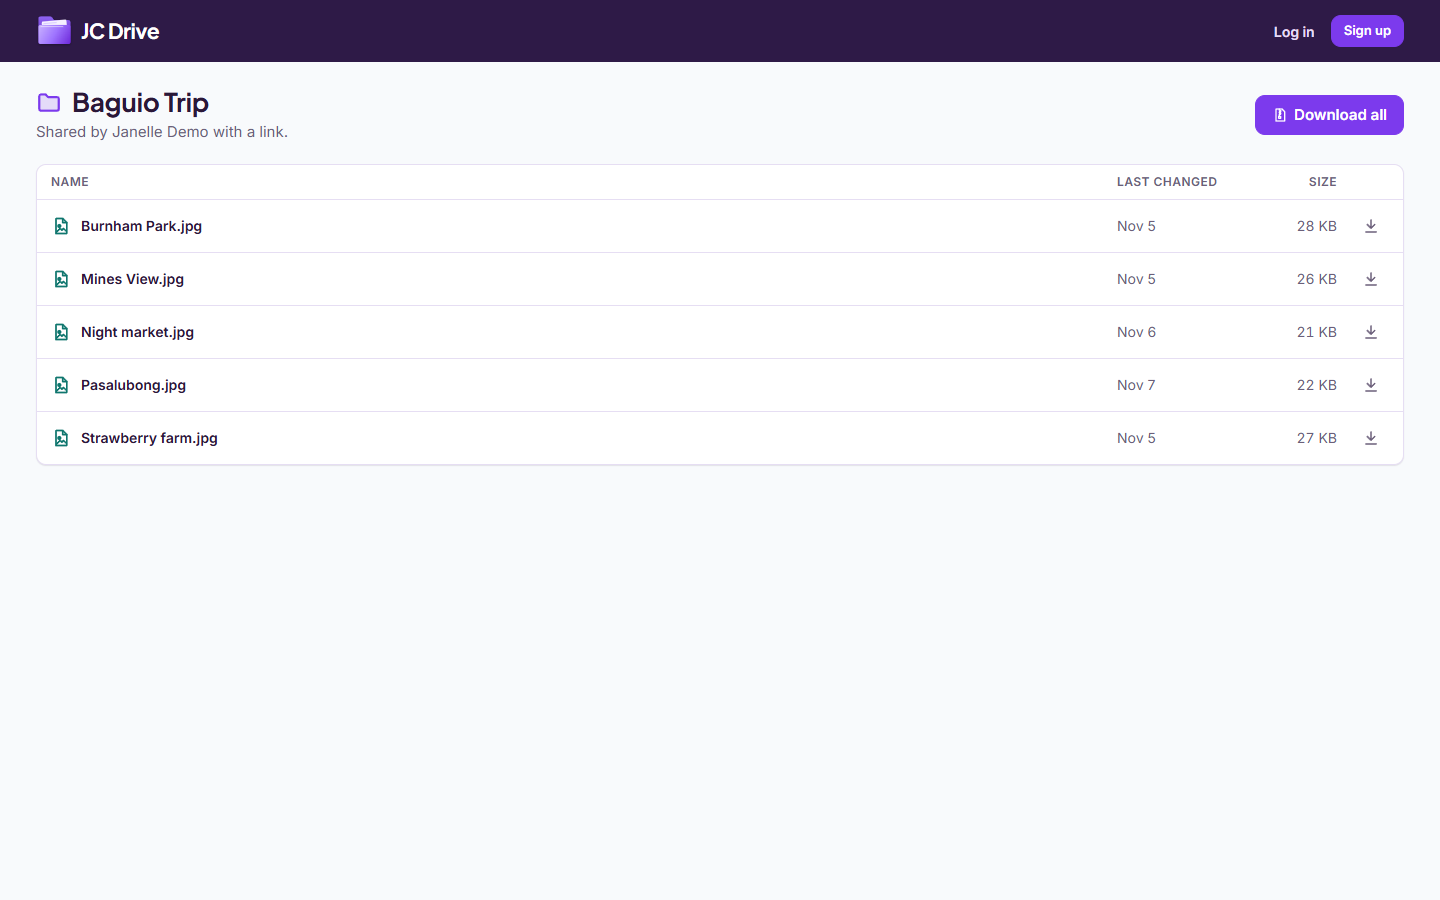 JC Drive
Log in
Sign up
Baguio Trip
Shared by Janelle Demo with a link.
Download all
NAME LAST CHANGED SIZE
Burnham Park.jpg Nov 5 28 KB
Mines View.jpg Nov 5 26 KB
Night market.jpg Nov 6 21 KB
Pasalubong.jpg Nov 7 22 KB
Strawberry farm.jpg Nov 5 27 KB